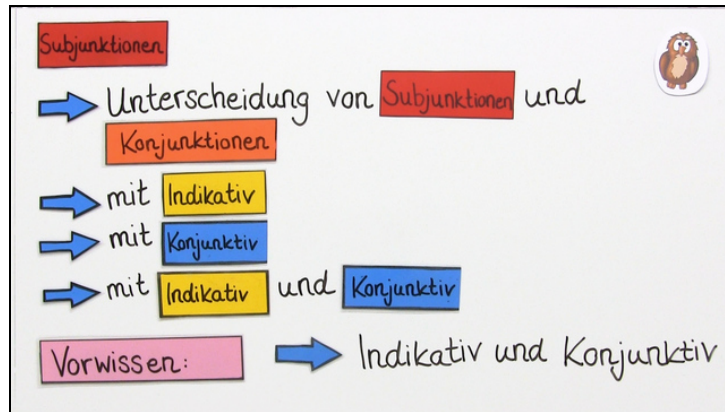 Subjunktionen
Unterscheidung von Subjunktionen und
Konjunktionen
mit Indikativ
mit Konjunktiv
mit Indikativ und Konjunktiv
Vorwissen: Indikativ und Konjunktiv